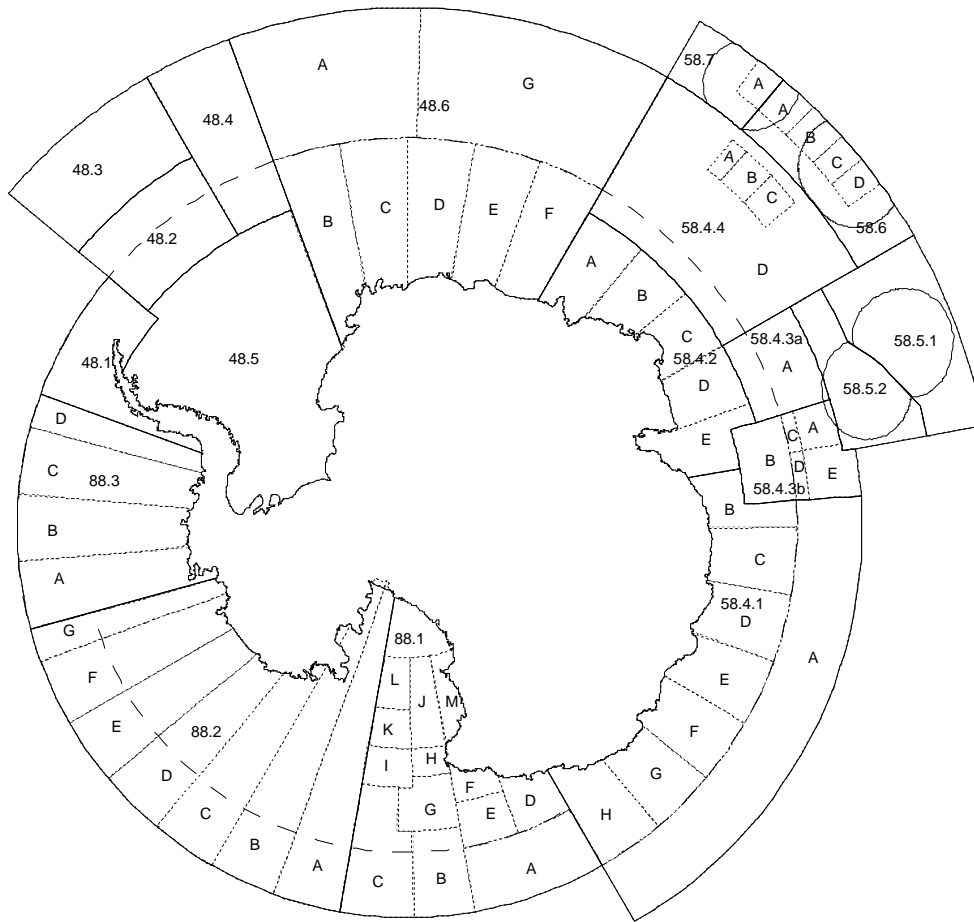 A
G
48.6
48.4
48.3
48.2
58.7
A
A
B
C
D
58.6
A
B
C
58.4.4
D
B
C
D
E
F
A
B
C
58.4.2
D
E
48.5
48.1
58.4.3a
A
58.5.1
58.5.2
C
A
B
D
E
58.4.3b
D
C
88.3
B
A
B
C
58.4.1
D
E
F
G
H
A
G
F
E
88.2
D
C
B
A
88.1
L
J
M
K
I
H
G
F
E
D
C
B
A